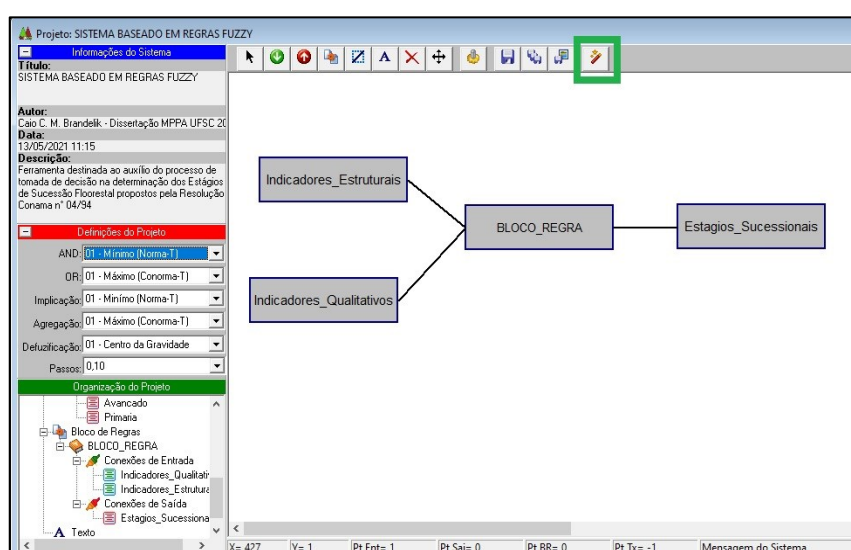 Projeto: SISTEMA BASEADO EM REGRAS FUZZY
Informações do Sistema
Título:
SISTEMA BASEADO EM REGRAS FUZZY
Autor:
Caio C. M. Brandelik - Dissertação MPPA UFSC 20
Data:
13/05/2021 11:15
Descrição:
Ferramenta destinada ao auxílio do processo de
tomada de decisão na determinação dos Estágios
de Sucessão Floorestal propostos pela Resolução
Conama n° 04/94
Definições do Projeto
AND: 01 - Mínimo (Norma-T)
OR: 01 - Máximo (Conorma-T)
Implicação: 01 - Minímo (Norma-T)
Agregação: 01 - Máximo (Conorma-T)
Defuzificação: 01 - Centro da Gravidade
Passos: 0,10
Organização do Projeto
Avancado
Primaria
Bloco de Regras
BLOCO_REGRA
Conexões de Entrada
Indicadores_Qualitati
Indicadores_Estrutura
Conexões de Saída
Estagios_Sucessiona
A Texto
A
Indicadores_Estruturais
BLOCO_REGRA
Estagios_Sucessionais
Indicadores_Qualitativos
X= 427 Y= 1 Pt Ent= 1 Pt Sai= 0 Pt BR= 0 Pt Tx= -1 Mensagem do Sistema